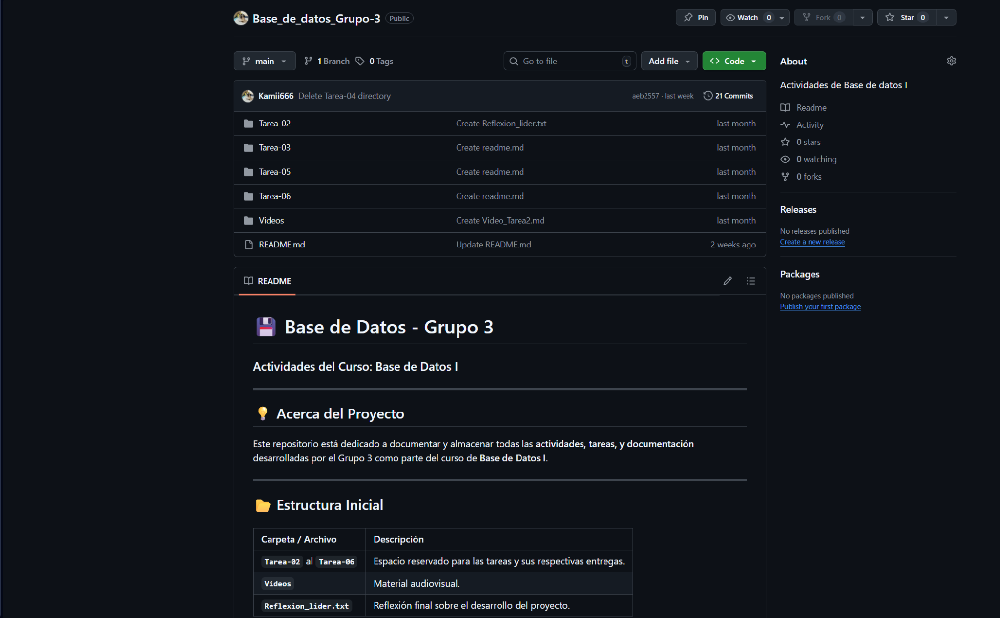 Base_de_datos_Grupo-3 Public Pin Watch 0 Fork 0 Star 0
main 1 Branch 0 Tags Go to file t Add file Code
Kamii666 Delete Tarea-04 directory aeb2557 · last week 21 Commits
Tarea-02 Create Reflexion_lider.txt last month
Tarea-03 Create readme.md last month
Tarea-05 Create readme.md last month
Tarea-06 Create readme.md last month
Videos Create Video_Tarea2.md last month
README.md Update README.md 2 weeks ago
README
Base de Datos - Grupo 3
Actividades del Curso: Base de Datos I
Acerca del Proyecto
Este repositorio está dedicado a documentar y almacenar todas las actividades, tareas, y documentación
desarrolladas por el Grupo 3 como parte del curso de Base de Datos I.
Estructura Inicial
Carpeta / Archivo Descripción
Tarea-02 al Tarea-06 Espacio reservado para las tareas y sus respectivas entregas.
Videos Material audiovisual.
Reflexion_lider.txt Reflexión final sobre el desarrollo del proyecto.
About
Actividades de Base de datos I
Readme
Activity
0 stars
0 watching
0 forks
Releases
No releases published
Create a new release
Packages
No packages published
Publish your first package